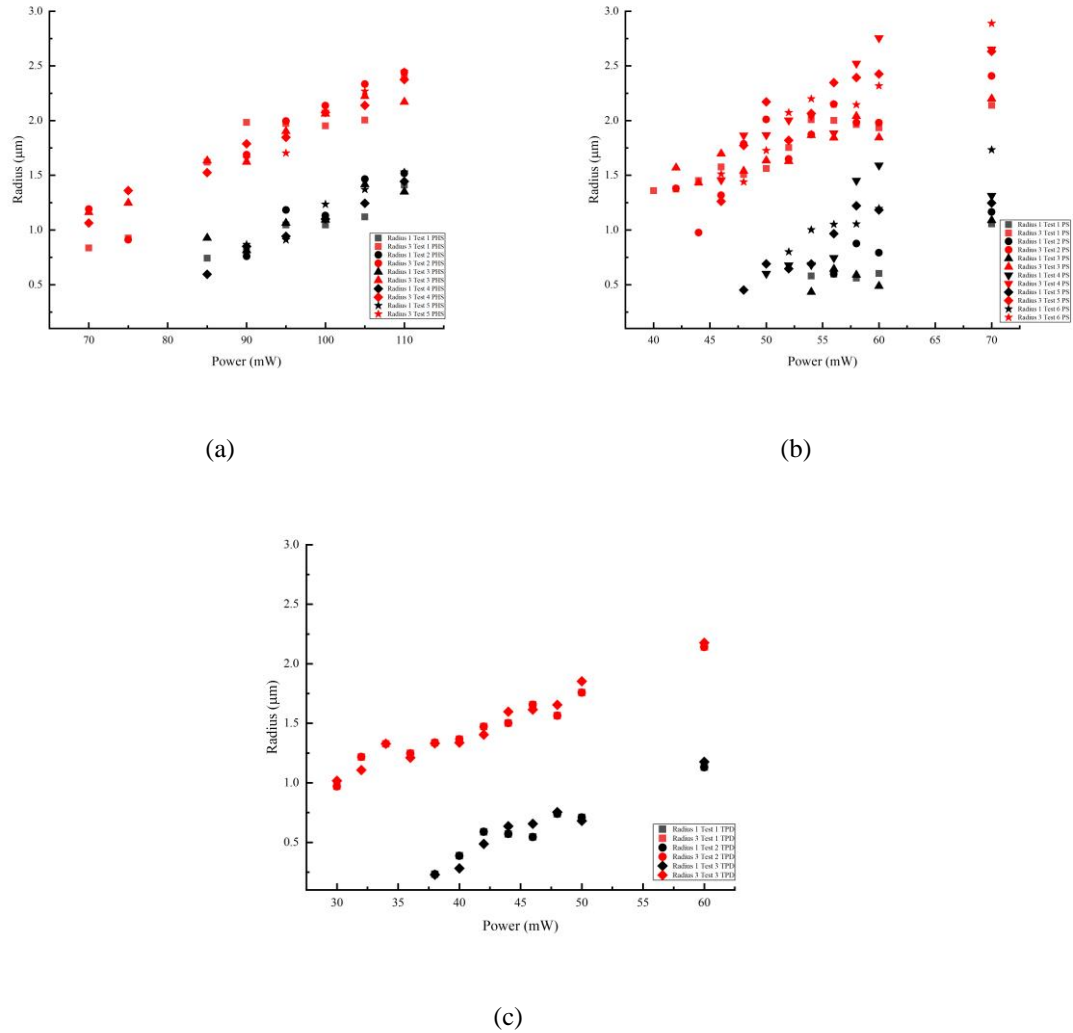 3.0
2.5
2.0
1.5
1.0
0.5
Radius (μm)
70 80 90 100 110
Power (mW)
Radius 1 Test 1 PHS
Radius 3 Test 1 PHS
Radius 1 Test 2 PHS
Radius 3 Test 2 PHS
Radius 1 Test 3 PHS
Radius 3 Test 3 PHS
Radius 1 Test 4 PHS
Radius 3 Test 4 PHS
Radius 1 Test 5 PHS
Radius 3 Test 5 PHS
(a)
3.0
2.5
2.0
1.5
1.0
0.5
Radius (μm)
40 45 50 55 60 65 70
Power (mW)
Radius 1 Test 1 PS
Radius 3 Test 1 PS
Radius 1 Test 2 PS
Radius 3 Test 2 PS
Radius 1 Test 3 PS
Radius 3 Test 3 PS
Radius 1 Test 4 PS
Radius 3 Test 4 PS
Radius 1 Test 5 PS
Radius 3 Test 5 PS
Radius 1 Test 6 PS
Radius 3 Test 6 PS
(b)
3.0
2.5
2.0
1.5
1.0
0.5
Radius (μm)
30 35 40 45 50 55 60
Power (mW)
Radius 1 Test 1 TPD
Radius 3 Test 1 TPD
Radius 1 Test 2 TPD
Radius 3 Test 2 TPD
Radius 1 Test 3 TPD
Radius 3 Test 3 TPD
(c)